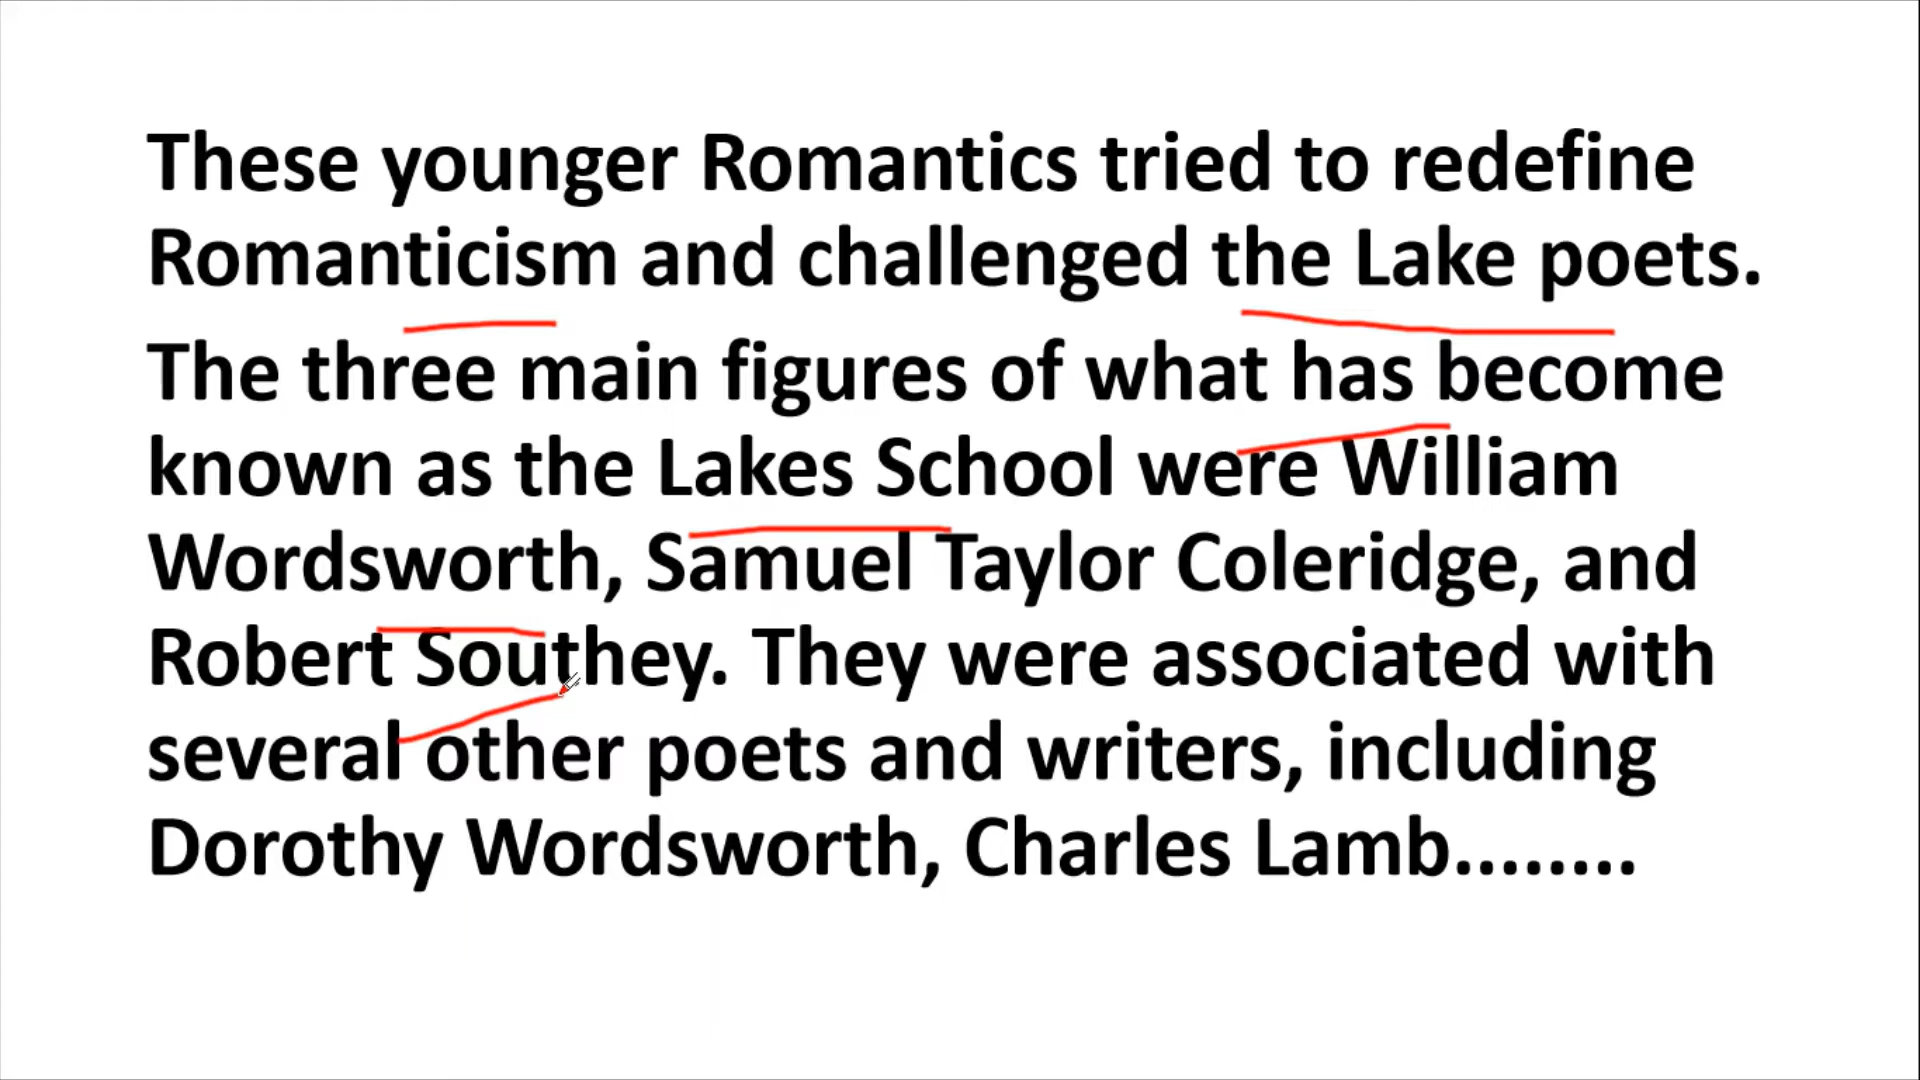 These younger Romantics tried to redefine
Romanticism and challenged the Lake poets.
The three main figures of what has become
known as the Lakes School were William
Wordsworth, Samuel Taylor Coleridge, and
Robert Southey. They were associated with
several other poets and writers, including
Dorothy Wordsworth, Charles Lamb........